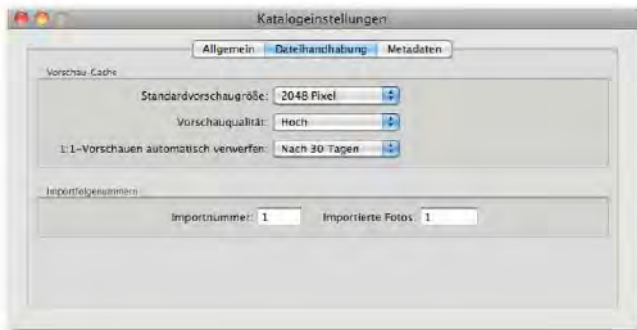 Katalogeinstellungen
Allgemein Dateihandhabung Metadaten
Vorschau-Cache
Standardvorschaugröße: 2048 Pixel
Vorschauqualität: Hoch
1:1-Vorschauen automatisch verwerfen: Nach 30 Tagen
Importfolgenummern
Importnummer: 1 Importierte Fotos: 1